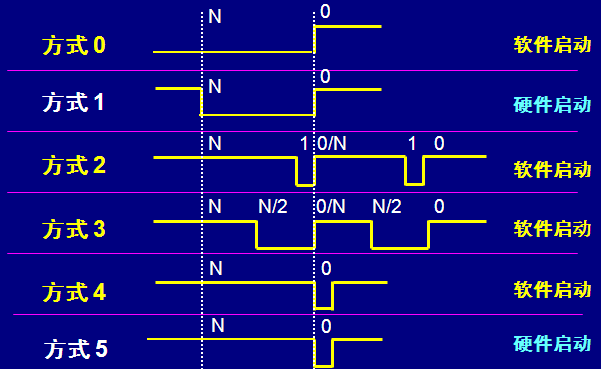 N 0
方式 0 软件启动
N 0
方式 1 硬件启动
N 1 0/N 1 0
方式 2 软件启动
N N/2 0/N N/2 0
方式 3 软件启动
N 0
方式 4 软件启动
N 0
方式 5 硬件启动